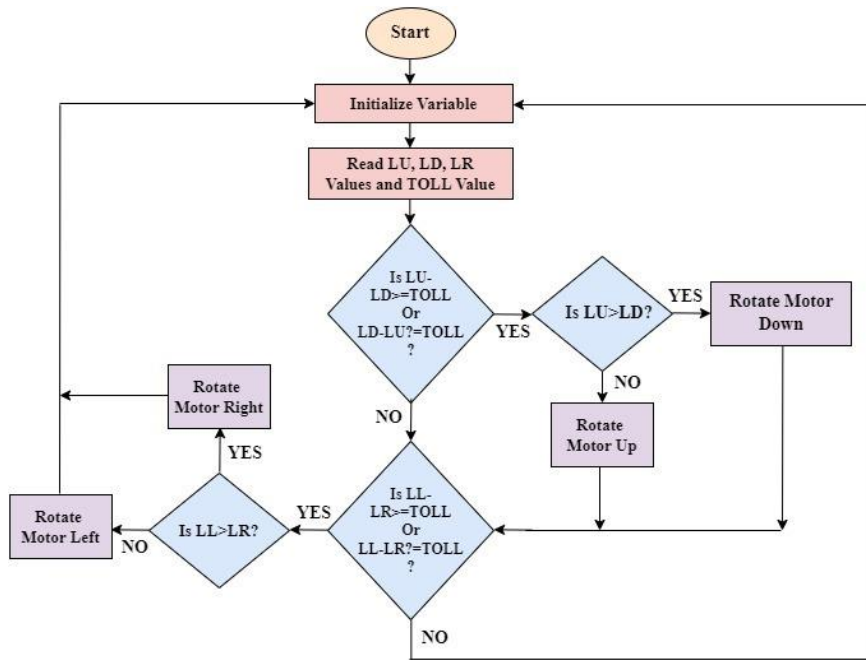 Start
Initialize Variable
Read LU, LD, LR
Values and TOLL Value
Is LU-
LD>=TOLL
Or
LD-LU?=TOLL
?
YES
Is LU>LD?
YES
Rotate Motor
Down
NO
Rotate
Motor Up
NO
Is LL-
LR>=TOLL
Or
LL-LR?=TOLL
?
YES
Is LL>LR?
YES
Rotate
Motor Right
NO
Rotate
Motor Left
NO